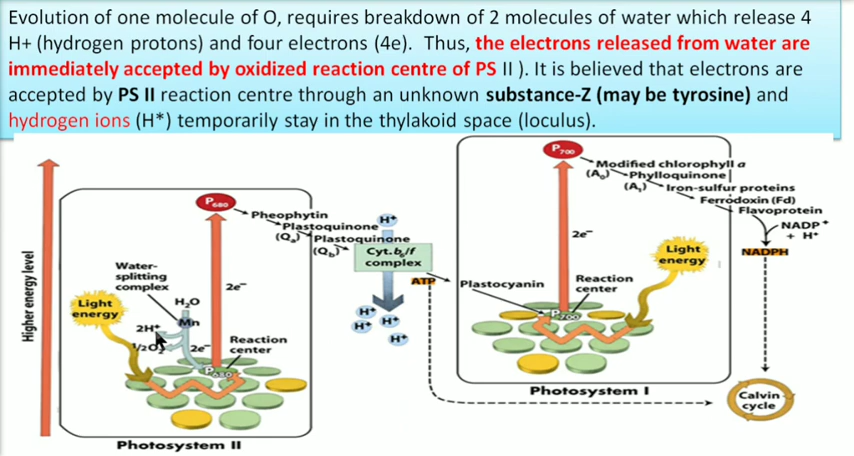 Evolution of one molecule of O, requires breakdown of 2 molecules of water which release 4
H+ (hydrogen protons) and four electrons (4e).  Thus, the electrons released from water are
immediately accepted by oxidized reaction centre of PS II ). It is believed that electrons are
accepted by PS II reaction centre through an unknown substance-Z (may be tyrosine) and
hydrogen ions (H*) temporarily stay in the thylakoid space (loculus).
Higher energy level
P680
Pheophytin
Plastoquinone
(Qa)
Plastoquinone
(Qb)
H+
Cyt.b6/f
complex
Water-
splitting
complex
Light
energy
H2O
Mn
2H+
1/2O2
2e-
2e-
Reaction
center
P680
Photosystem II
H+
H+
H+
H+
ATP
P700
Modified chlorophyll a
(A0)
Phylloquinone
(A1)
Iron-sulfur proteins
Ferrodoxin (Fd)
Flavoprotein
NADP+
+ H+
NADPH
2e-
Light
energy
Plastocyanin
Reaction
center
P700
Photosystem I
Calvin
cycle